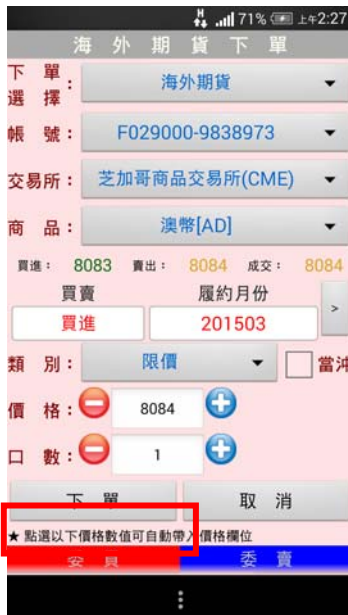 71% 上午2:27
海外期貨下單
下單選擇： 海外期貨
帳號： F029000-9838973
交易所： 芝加哥商品交易所(CME)
商品： 澳幣[AD]
買進： 8083 賣出： 8084 成交： 8084
買賣 履約月份 >
買進 201503
類別： 限價 當沖
價格： 8084
口數： 1
下單 取消
★ 點選以下價格數值可自動帶入價格欄位
委買 委賣